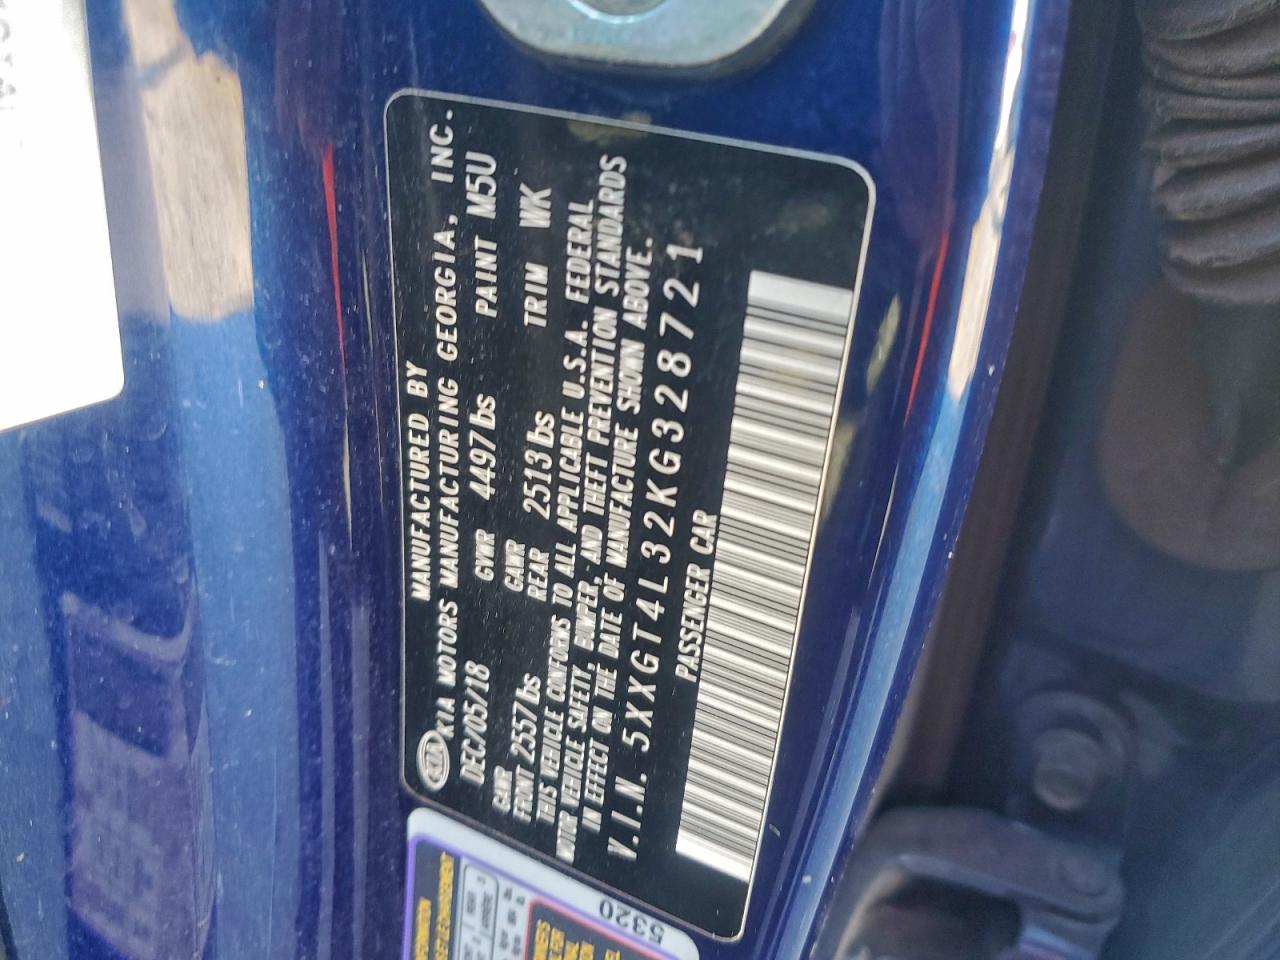 MANUFACTURED BY
KIA KIA MOTORS MANUFACTURING GEORGIA, INC.
DEC/05/18 GVWR 4497lbs PAINT M5U
GAWR FRONT 2557lbs GAWR REAR 2513lbs TRIM WK
THIS VEHICLE CONFORMS TO ALL APPLICABLE U.S.A. FEDERAL
MOTOR VEHICLE SAFETY, BUMPER, AND THEFT PREVENTION STANDARDS
IN EFFECT ON THE DATE OF MANUFACTURE SHOWN ABOVE.
V.I.N. 5XXGT4L32KG328721
PASSENGER CAR
5320